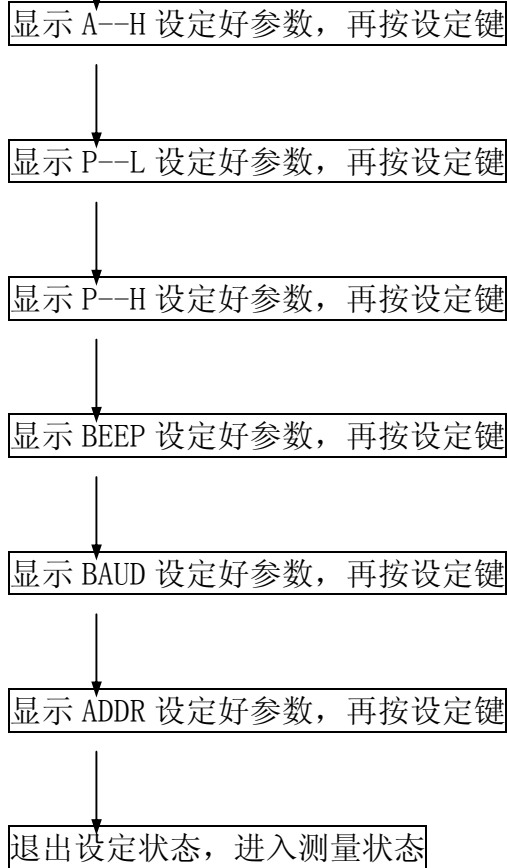 显示 A--H 设定好参数，再按设定键
显示 P--L 设定好参数，再按设定键
显示 P--H 设定好参数，再按设定键
显示 BEEP 设定好参数，再按设定键
显示 BAUD 设定好参数，再按设定键
显示 ADDR 设定好参数，再按设定键
退出设定状态，进入测量状态